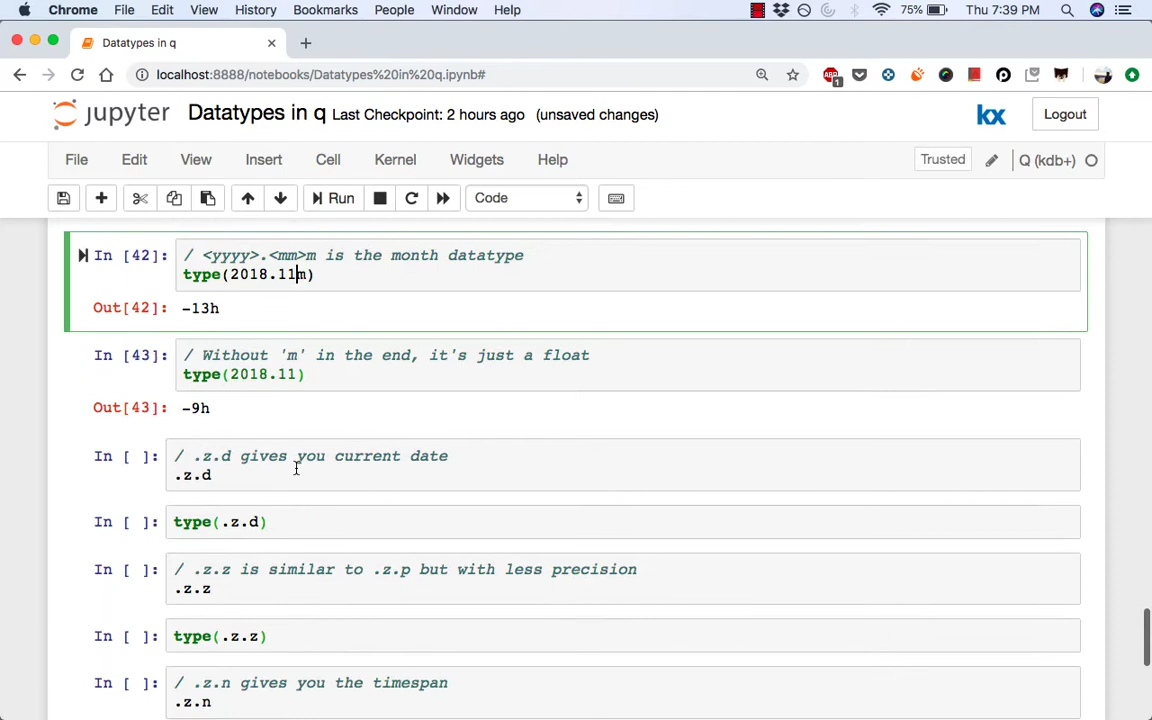 Chrome File Edit View History Bookmarks People Window Help 75% Thu 7:39 PM
Datatypes in q
localhost:8888/notebooks/Datatypes%20in%20q.ipynb#
ABP 1
jupyter Datatypes in q Last Checkpoint: 2 hours ago (unsaved changes) kx Logout
File Edit View Insert Cell Kernel Widgets Help Trusted Q (kdb+)
Run Code
In [42]: / <yyyy>.<mm>m is the month datatype
type(2018.11m)
Out[42]: -13h
In [43]: / Without 'm' in the end, it's just a float
type(2018.11)
Out[43]: -9h
In [ ]: / .z.d gives you current date
.z.d
In [ ]: type(.z.d)
In [ ]: / .z.z is similar to .z.p but with less precision
.z.z
In [ ]: type(.z.z)
In [ ]: / .z.n gives you the timespan
.z.n